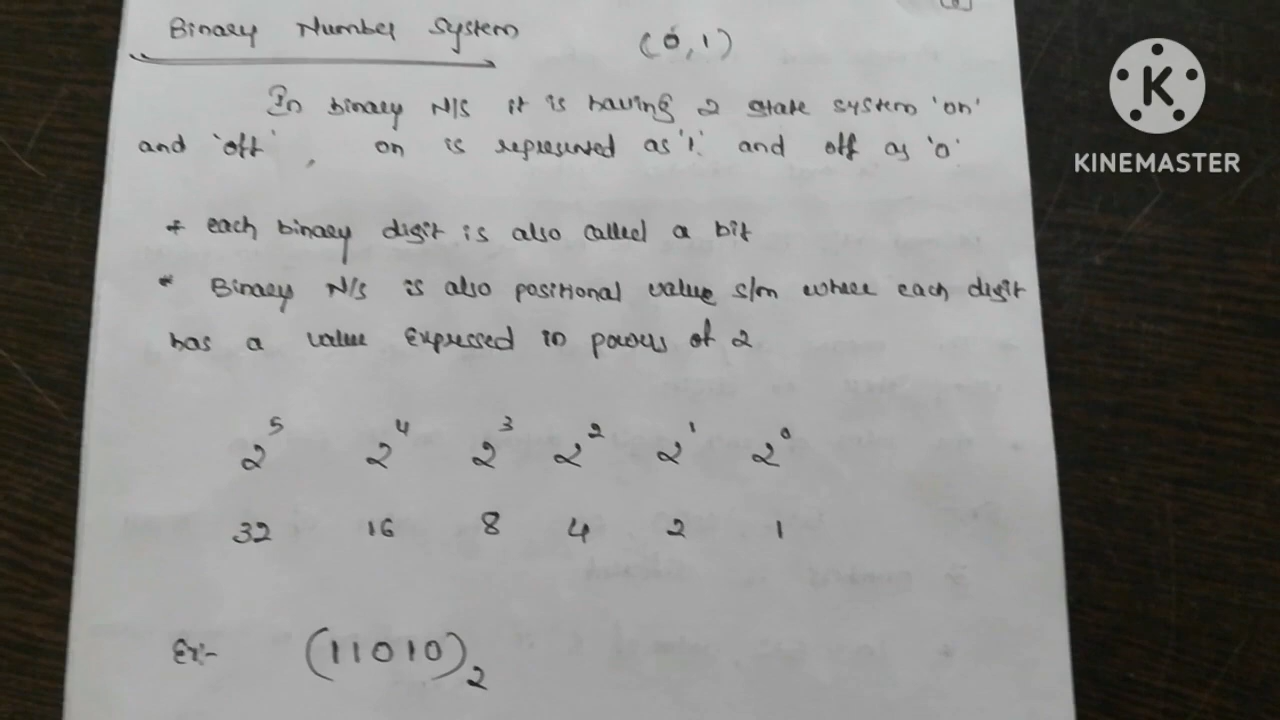 Binary Number System (0,1)
In binary N/S it is having 2 state system 'on'
and 'off', on is represented as '1' and off as '0'
* each binary digit is also called a bit
* Binary N/S is also positional value s/m where each digit
has a value Expressed in powers of 2
2^5 2^4 2^3 2^2 2^1 2^0
32 16 8 4 2 1
Ex:- (11010)2
K
KINEMASTER